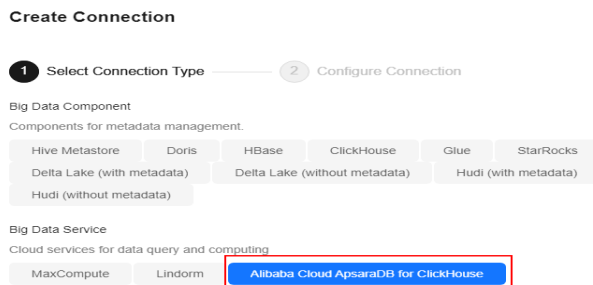 Create Connection
1 Select Connection Type 2 Configure Connection
Big Data Component
Components for metadata management.
Hive Metastore Doris HBase ClickHouse Glue StarRocks
Delta Lake (with metadata) Delta Lake (without metadata) Hudi (with metadata)
Hudi (without metadata)
Big Data Service
Cloud services for data query and computing
MaxCompute Lindorm Alibaba Cloud ApsaraDB for ClickHouse